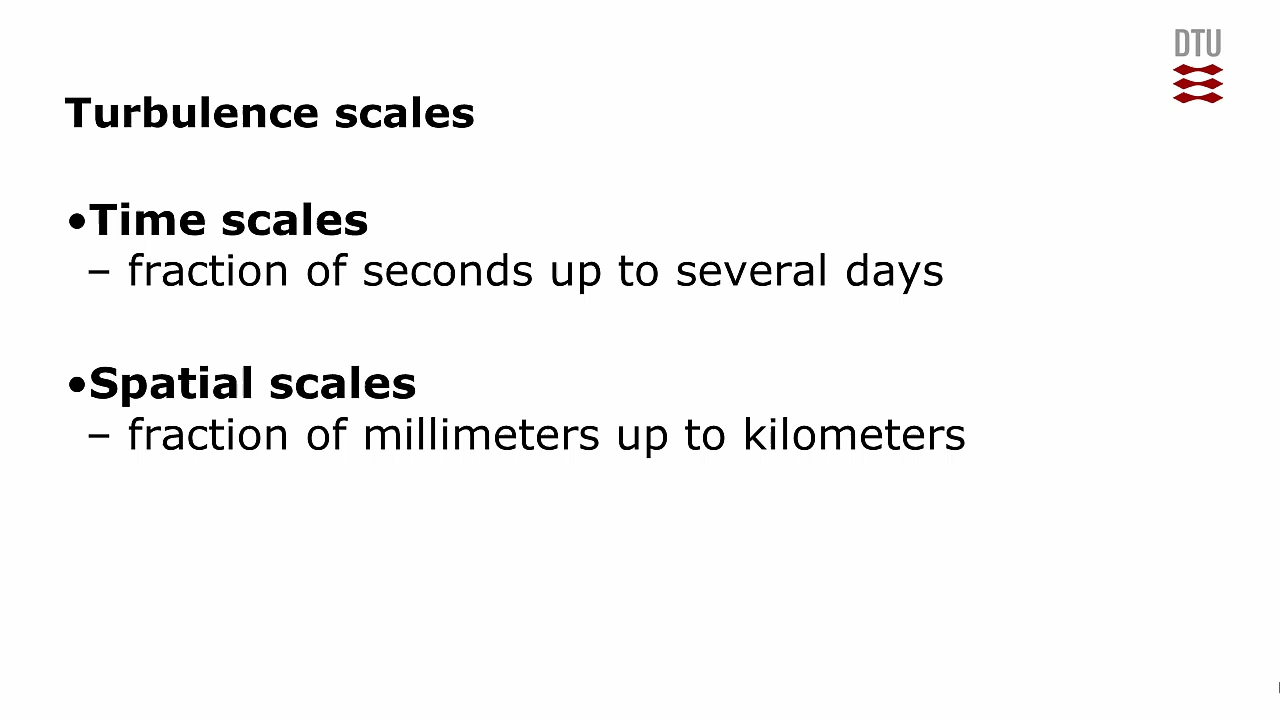 DTU
Turbulence scales
•Time scales
– fraction of seconds up to several days
•Spatial scales
– fraction of millimeters up to kilometers